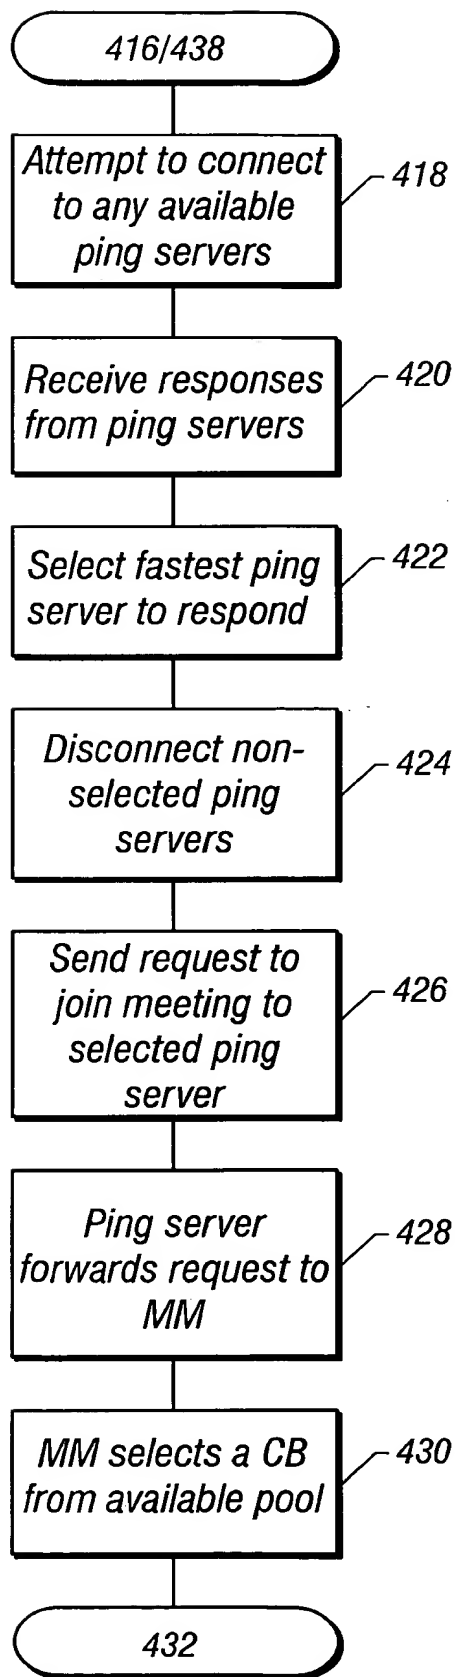 416/438
Attempt to connect
to any available
ping servers
418
Receive responses
from ping servers
420
Select fastest ping
server to respond
422
Disconnect non-
selected ping
servers
424
Send request to
join meeting to
selected ping
server
426
Ping server
forwards request to
MM
428
MM selects a CB
from available pool
430
432